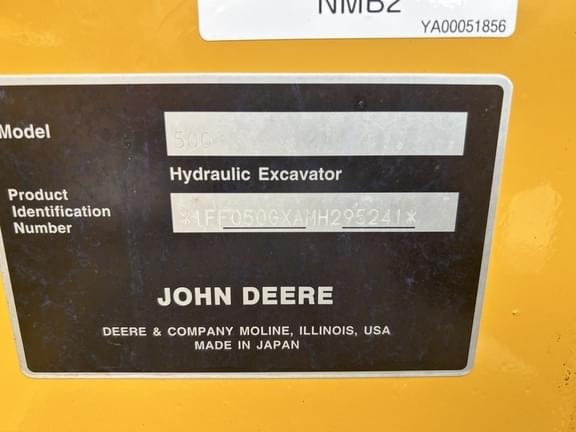 NMB2
YA00051856
Model
50G
Hydraulic Excavator
Product
Identification
Number
*1FF050GXAMH295241*
JOHN DEERE
DEERE & COMPANY MOLINE, ILLINOIS, USA
MADE IN JAPAN